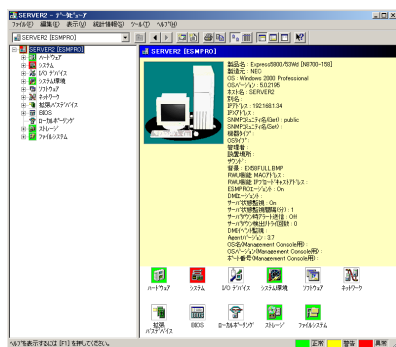 SERVER2 - データビューア
ファイル(F) 編集(E) 表示(V) 統計情報(S) ツール(T) ヘルプ(H)
SERVER2 [ESMPRO]
SERVER2 [ESMPRO]
ハードウェア
システム
I/O デバイス
システム環境
ソフトウェア
ネットワーク
拡張バスデバイス
BIOS
ローカルポーリング
ストレージ
ファイルシステム
SERVER2 [ESMPRO]
製品名 : Express5800/53Wd [N8700-158]
製造元 : NEC
OS : Windows 2000 Professional
OSバージョン : 5.0.2195
ホスト名 : SERVER2
別名 :
IPアドレス : 192.168.1.34
IPXアドレス :
SNMPコミュニティ名(Get) : public
SNMPコミュニティ名(Set) :
機種タイプ :
OSタイプ :
管理者 :
設置場所 :
サウンド :
背景 : EX58FULL.BMP
RWU機能 MACアドレス :
RWU機能 IPブロードキャストアドレス :
ESMPROエージェント : On
DMIエージェント :
サーバ状態監視 : On
サーバ状態監視間隔(分) : 1
サーバダウン時アラート送信 : Off
サーバダウン検出リトライ回数 : 0
DMIイベント監視 :
Agentバージョン : 3.7
OS名(Management Console用) :
OSバージョン(Management Console用) :
ポート番号(Management Console用) :
ハードウェア システム I/O デバイス システム環境 ソフトウェア ネットワーク
拡張バスデバイス BIOS ローカルポーリング ストレージ ファイルシステム
ヘルプを表示するには [F1] を押してください。 正常 警告 異常